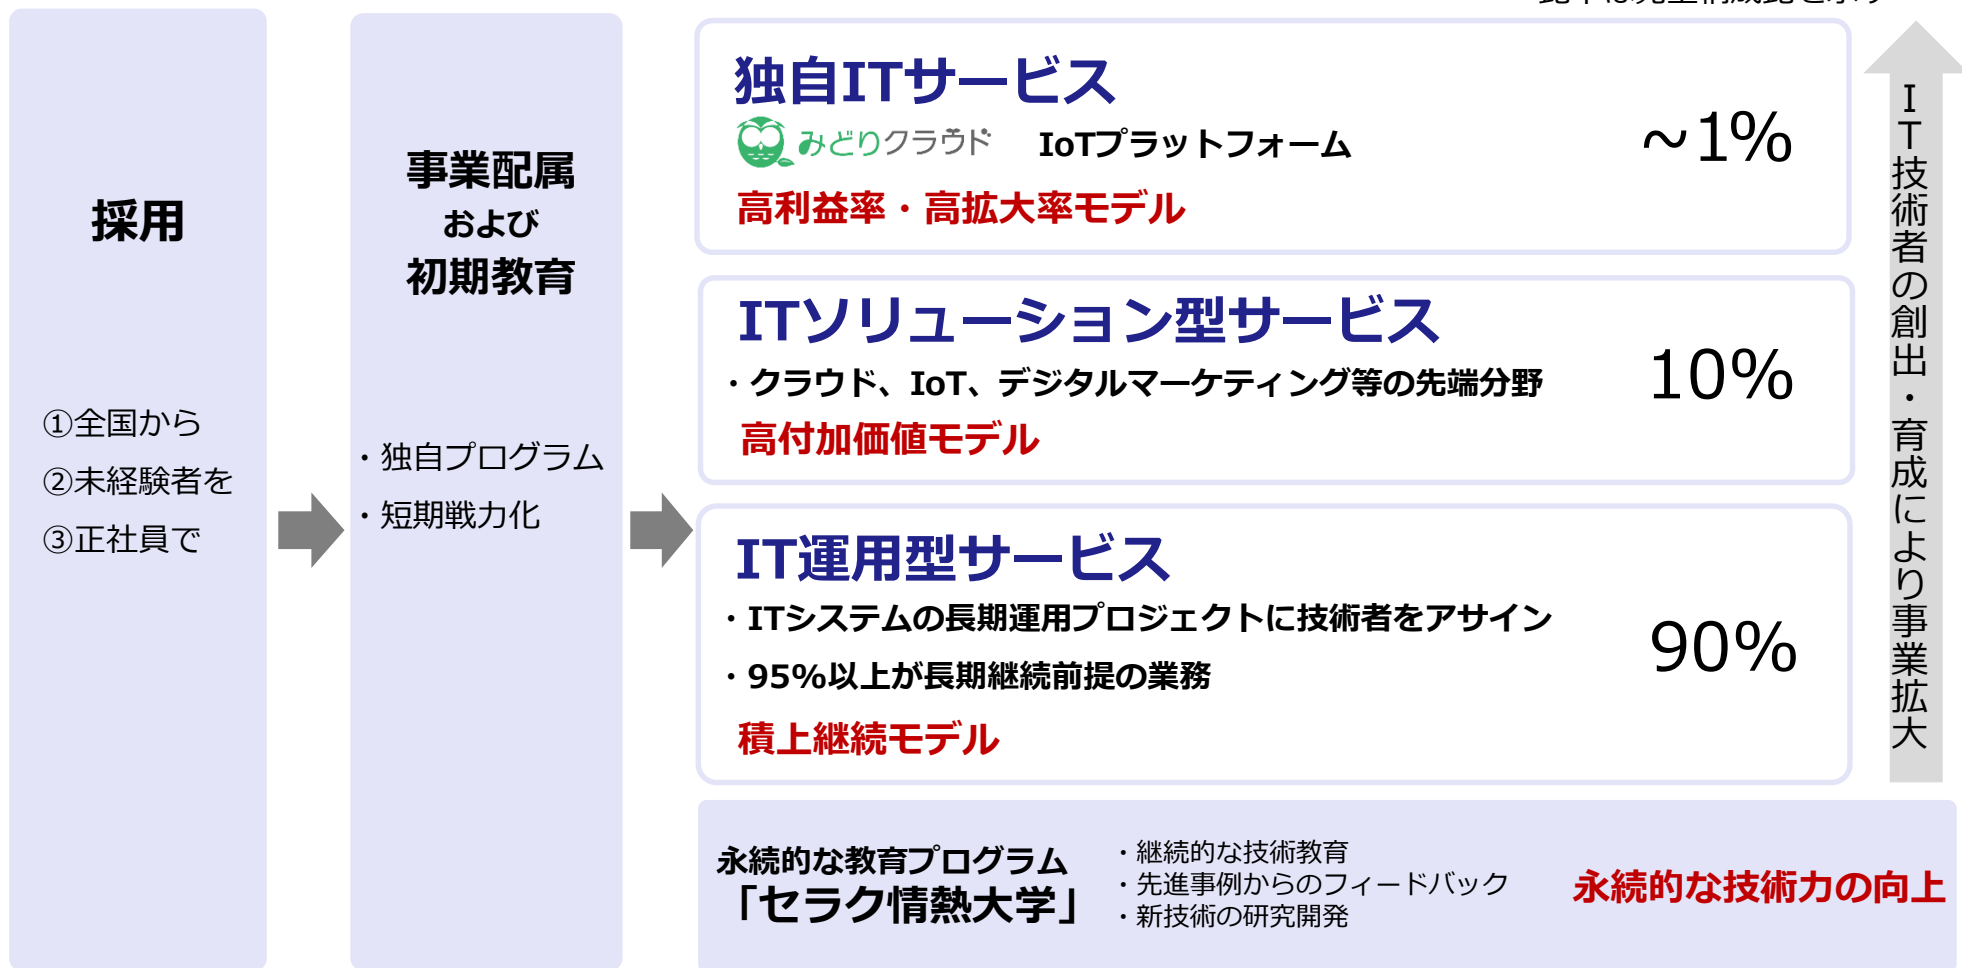 採用
①全国から
②未経験者を
③正社員で
事業配属
および
初期教育
・独自プログラム
・短期戦力化
独自ITサービス
みどりクラウド IoTプラットフォーム
高利益率・高拡大率モデル
~1%
ITソリューション型サービス
・クラウド、IoT、デジタルマーケティング等の先端分野
高付加価値モデル
10%
IT運用型サービス
・ITシステムの長期運用プロジェクトに技術者をアサイン
・95%以上が長期継続前提の業務
積上継続モデル
90%
IT技術者の創出・育成により事業拡大
永続的な教育プログラム
「セラク情熱大学」
・継続的な技術教育
・先進事例からのフィードバック
・新技術の研究開発
永続的な技術力の向上